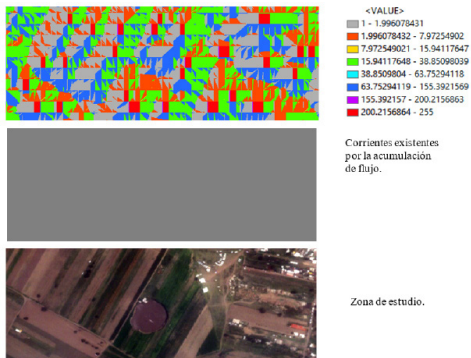 <VALUE>
1 - 1.996078431
1.996078432 - 7.97254902
7.972549021 - 15.94117647
15.94117648 - 38.85098039
38.8509804 - 63.75294118
63.75294119 - 155.3921569
155.392157 - 200.2156863
200.2156864 - 255
Corrientes existentes
por la acumulación
de flujo.
Zona de estudio.